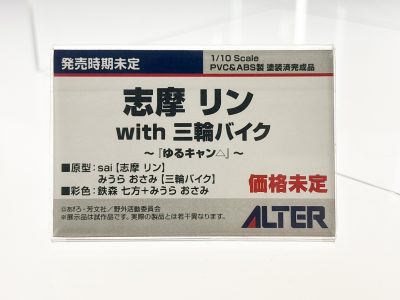 発売時期未定
1/10 Scale
PVC&ABS製 塗装済完成品
志摩 リン
with 三輪バイク
～『ゆるキャン△』～
■原型：sai【志摩 リン】
みうら おさみ【三輪バイク】
■彩色：鉄森 七方＋みうら おさみ
価格未定
©あfろ・芳文社／野外活動委員会
※展示品は試作品です。実際の製品とは若干異なります。
ALTER